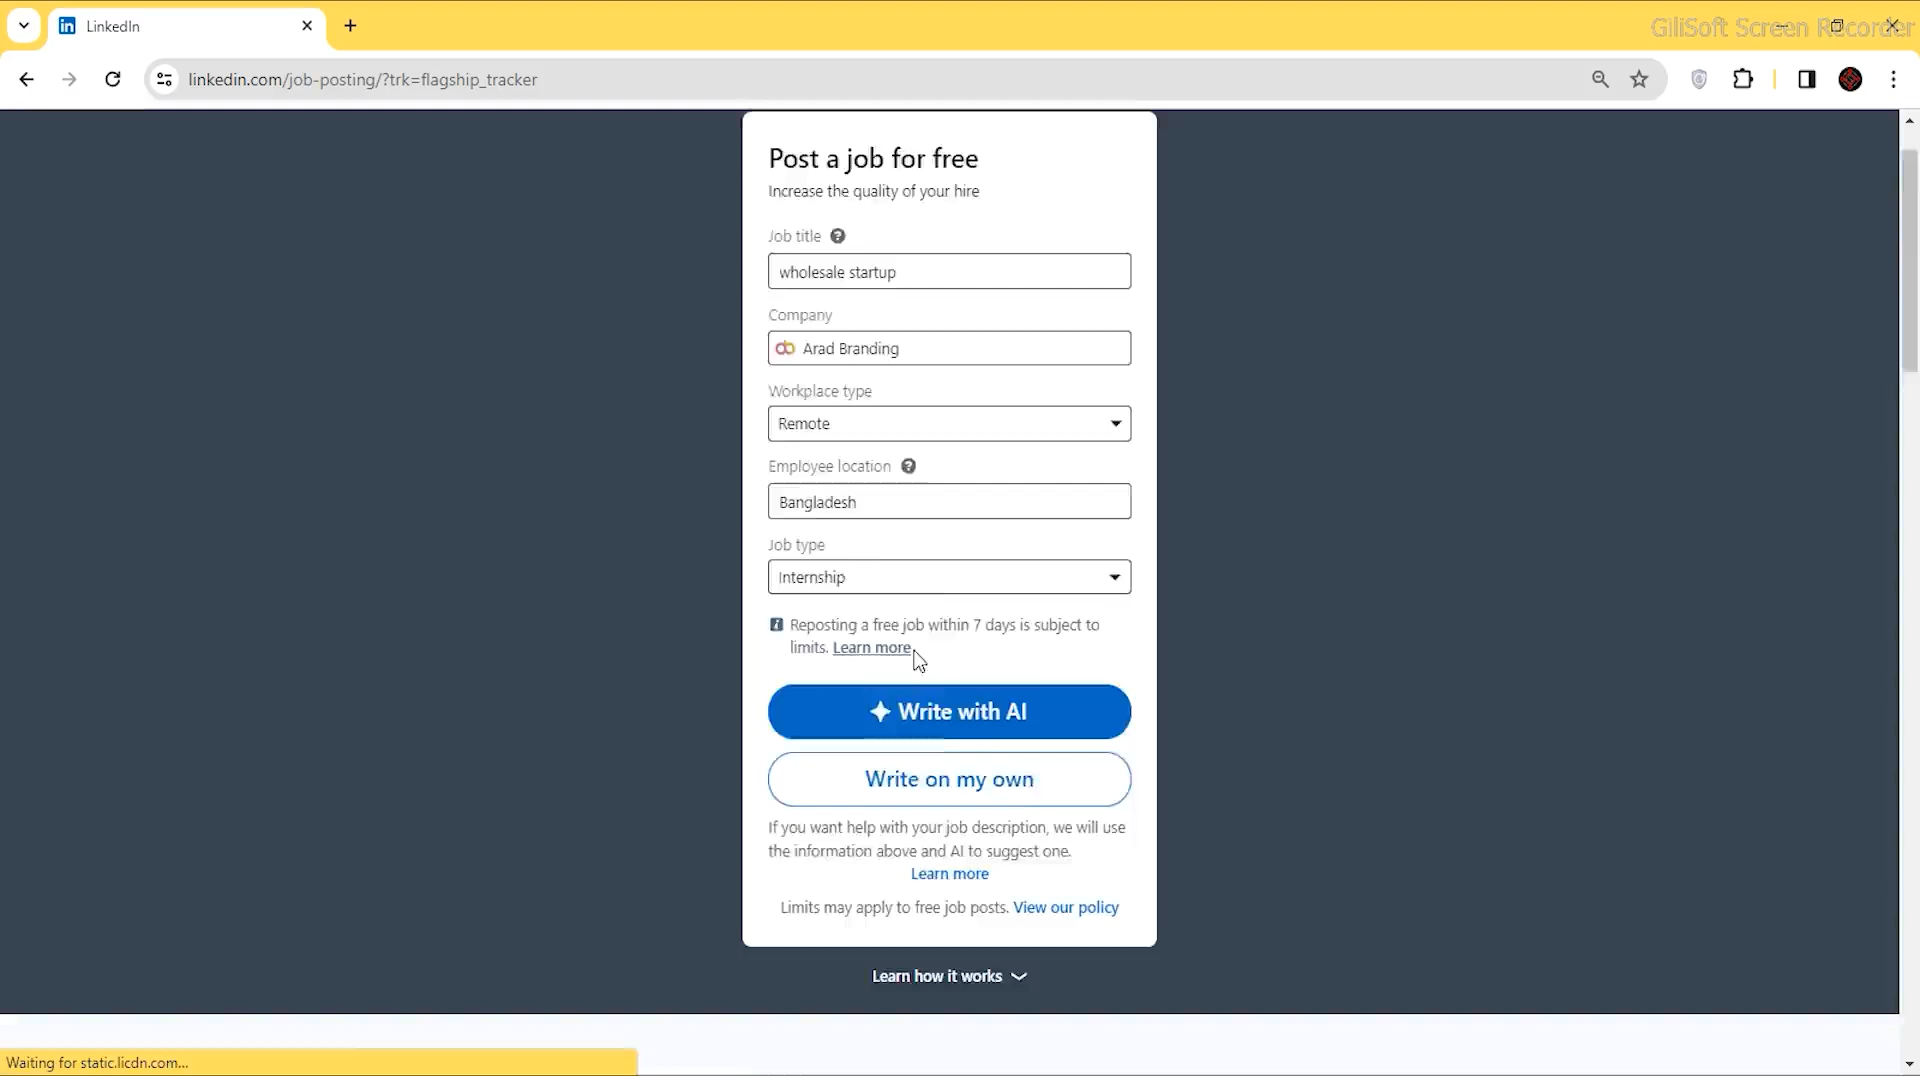 LinkedIn
GiliSoft Screen Recorder
linkedin.com/job-posting/?trk=flagship_tracker
Post a job for free
Increase the quality of your hire
Job title
wholesale startup
Company
Arad Branding
Workplace type
Remote
Employee location
Bangladesh
Job type
Internship
Reposting a free job within 7 days is subject to
limits. Learn more
Write with AI
Write on my own
If you want help with your job description, we will use
the information above and AI to suggest one.
Learn more
Limits may apply to free job posts. View our policy
Learn how it works
Waiting for static.licdn.com...